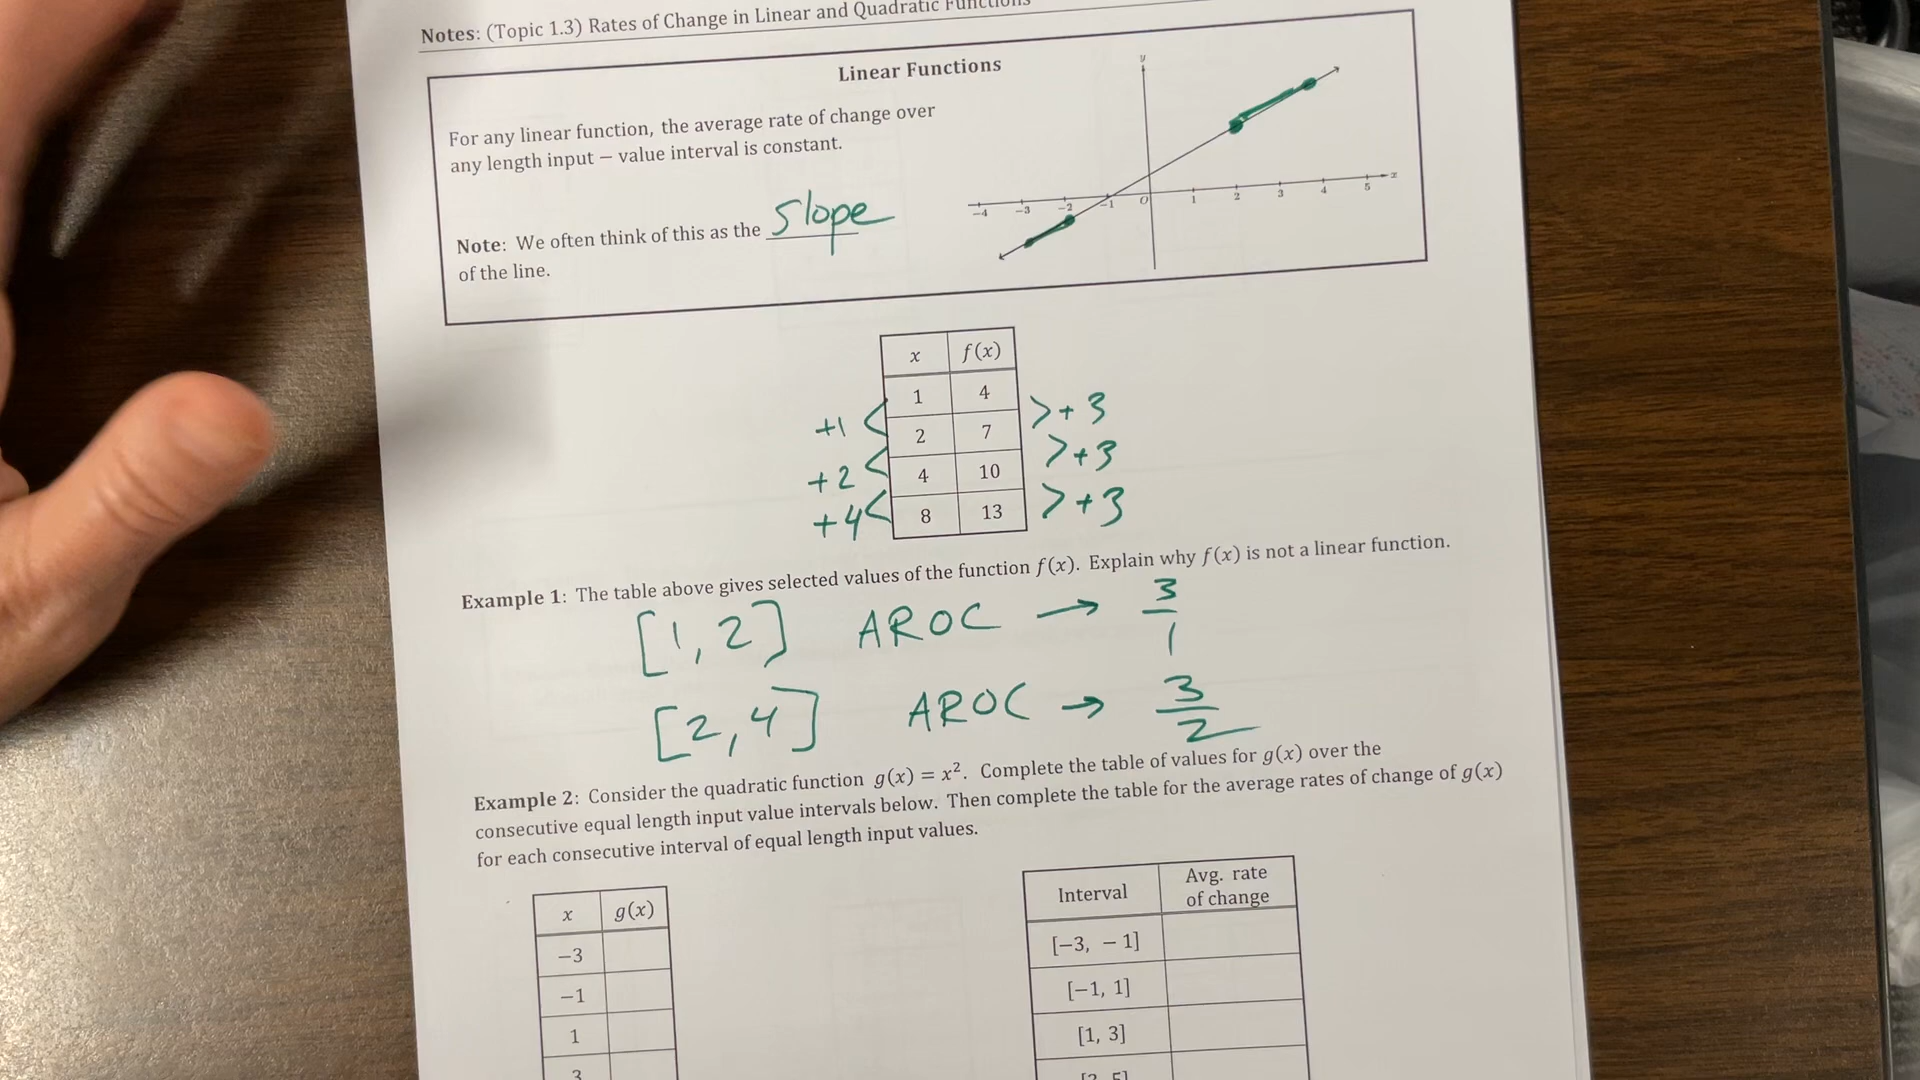 Notes: (Topic 1.3) Rates of Change in Linear and Quadratic Functions
Linear Functions
For any linear function, the average rate of change over
any length input – value interval is constant.
Note: We often think of this as the slope
of the line.
y
x
-4 -3 -2 -1 O 1 2 3 4 5
x f(x)
1 4
2 7
4 10
8 13
+1 < > + 3
+2 < > +3
+4 < > +3
Example 1: The table above gives selected values of the function f(x). Explain why f(x) is not a linear function.
[1, 2] AROC → 3/1
[2, 4] AROC → 3/2
Example 2: Consider the quadratic function g(x) = x². Complete the table of values for g(x) over the
consecutive equal length input value intervals below. Then complete the table for the average rates of change of g(x)
for each consecutive interval of equal length input values.
x g(x)
−3
−1
1
3
Interval Avg. rate
of change
[−3, − 1]
[−1, 1]
[1, 3]